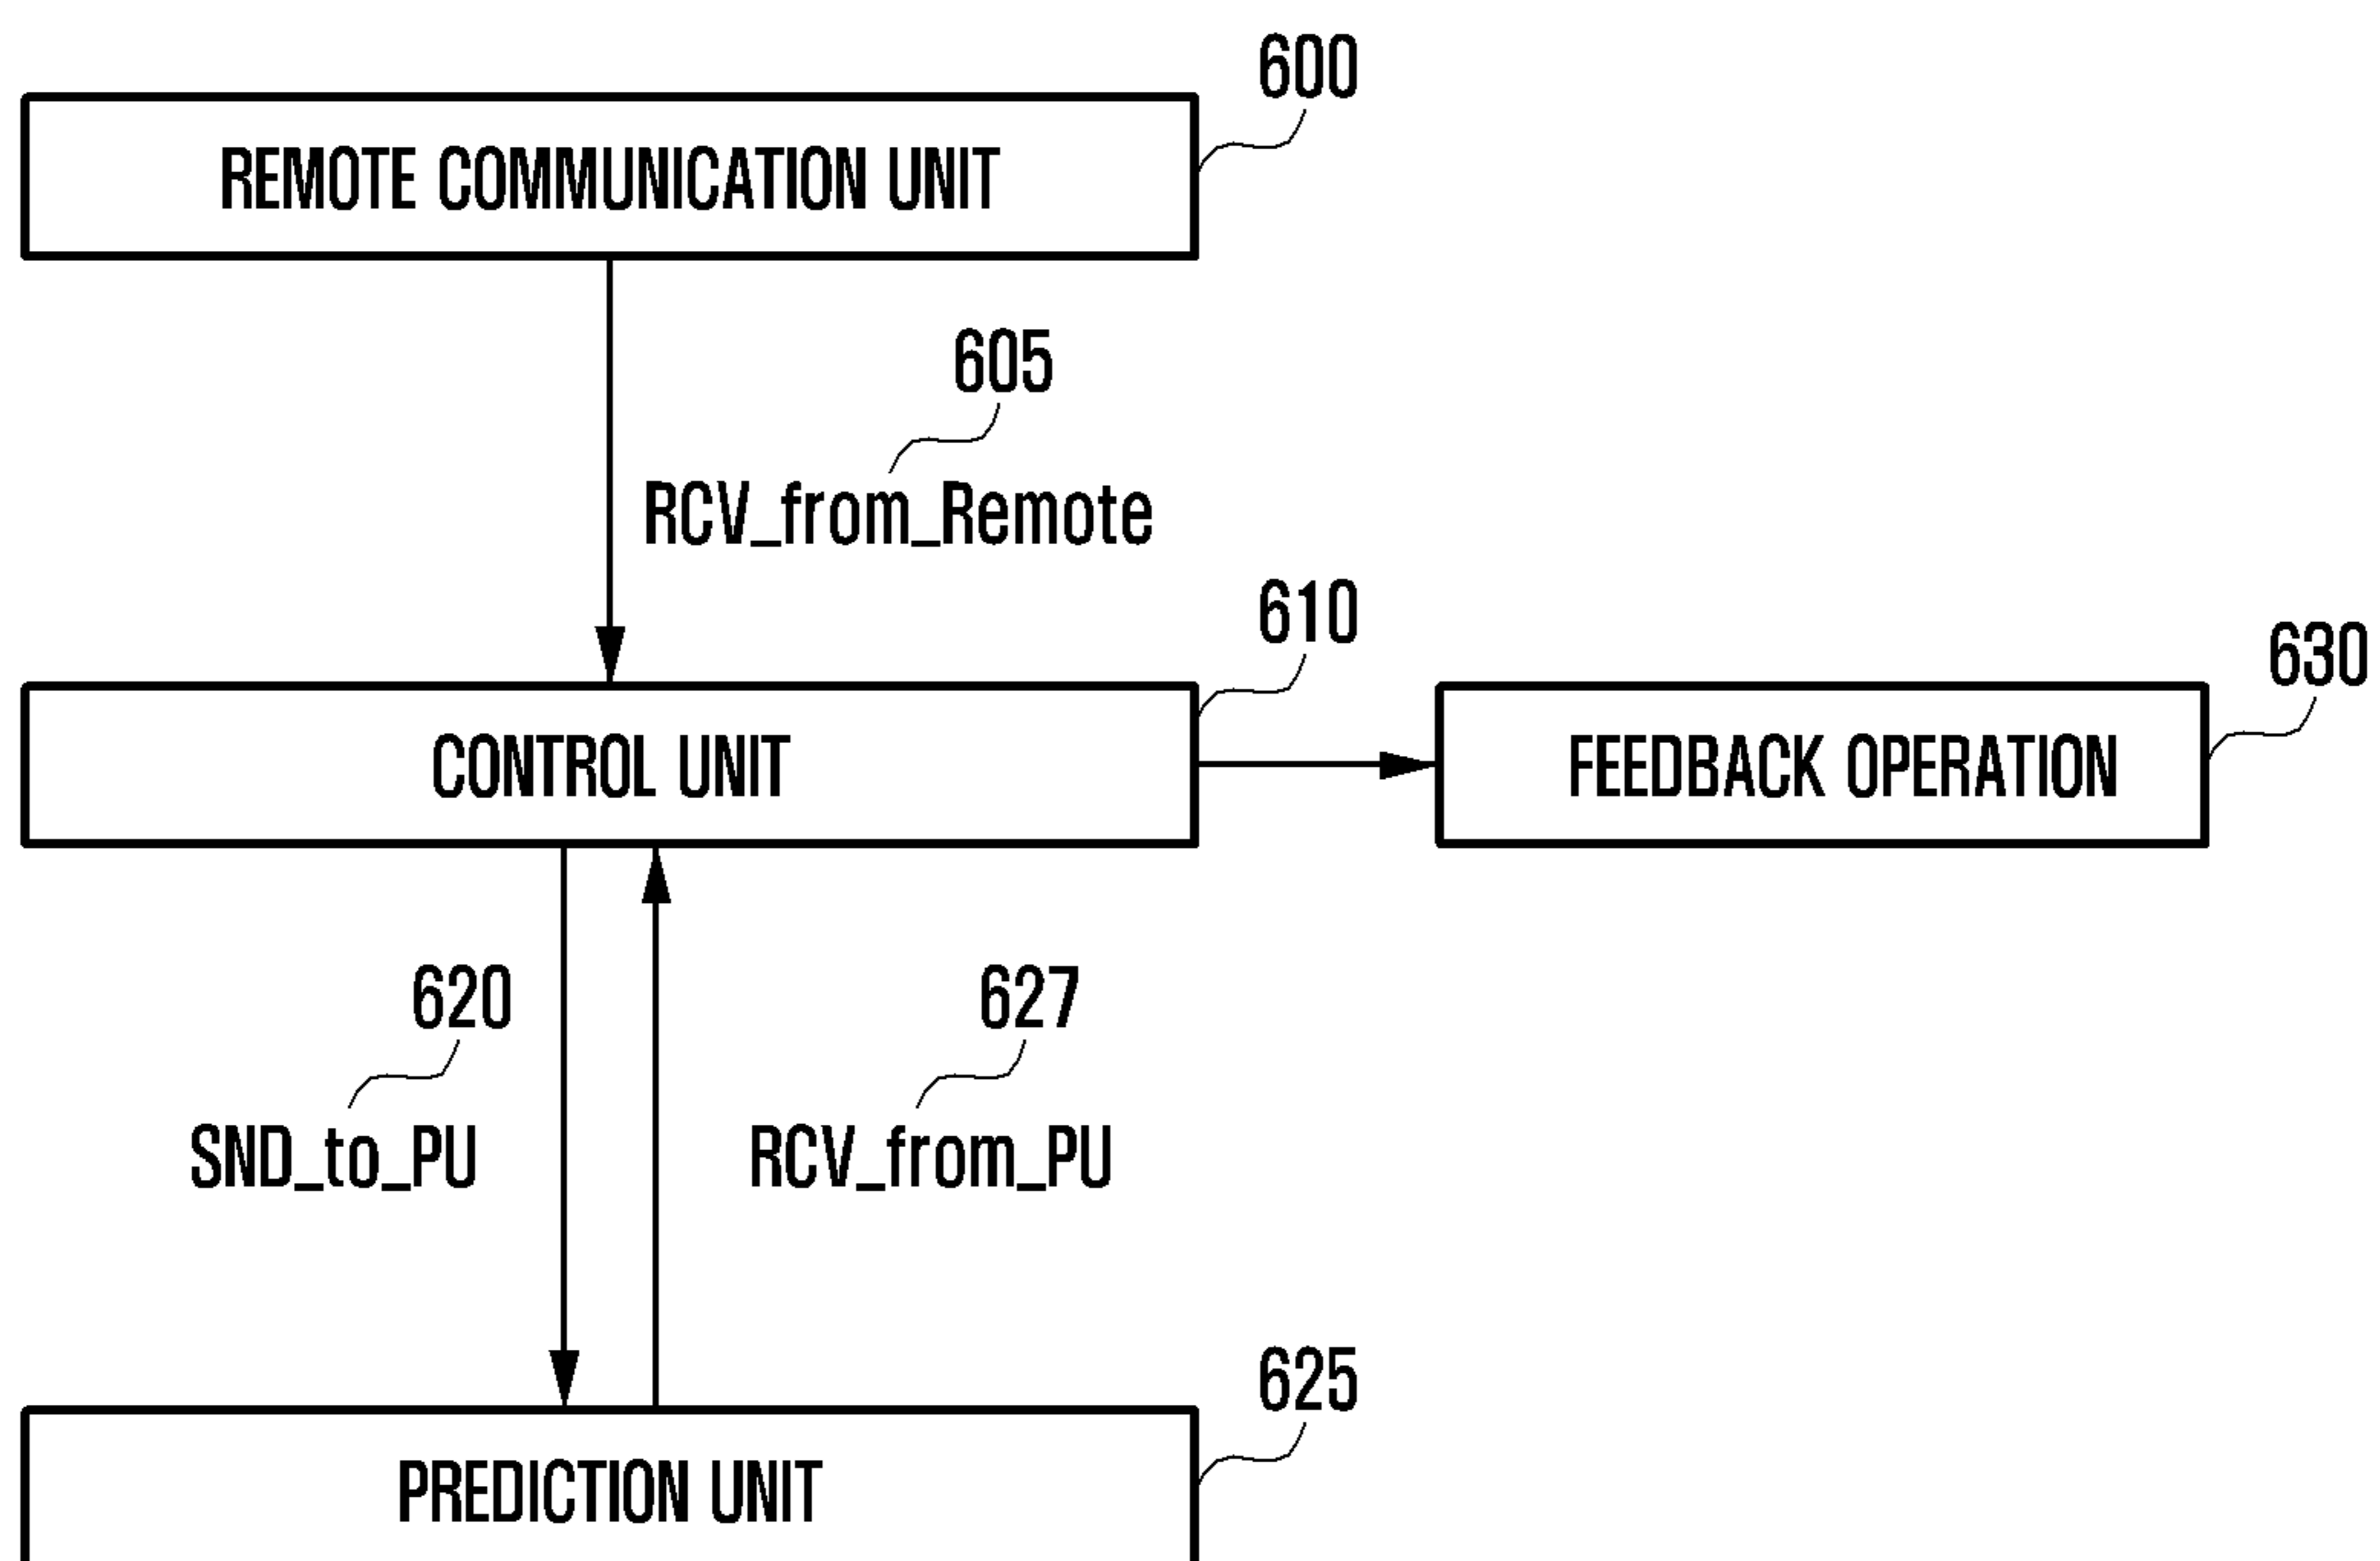 600
REMOTE COMMUNICATION UNIT
605
RCV_from_Remote
610
CONTROL UNIT
630
FEEDBACK OPERATION
620
SND_to_PU
627
RCV_from_PU
625
PREDICTION UNIT